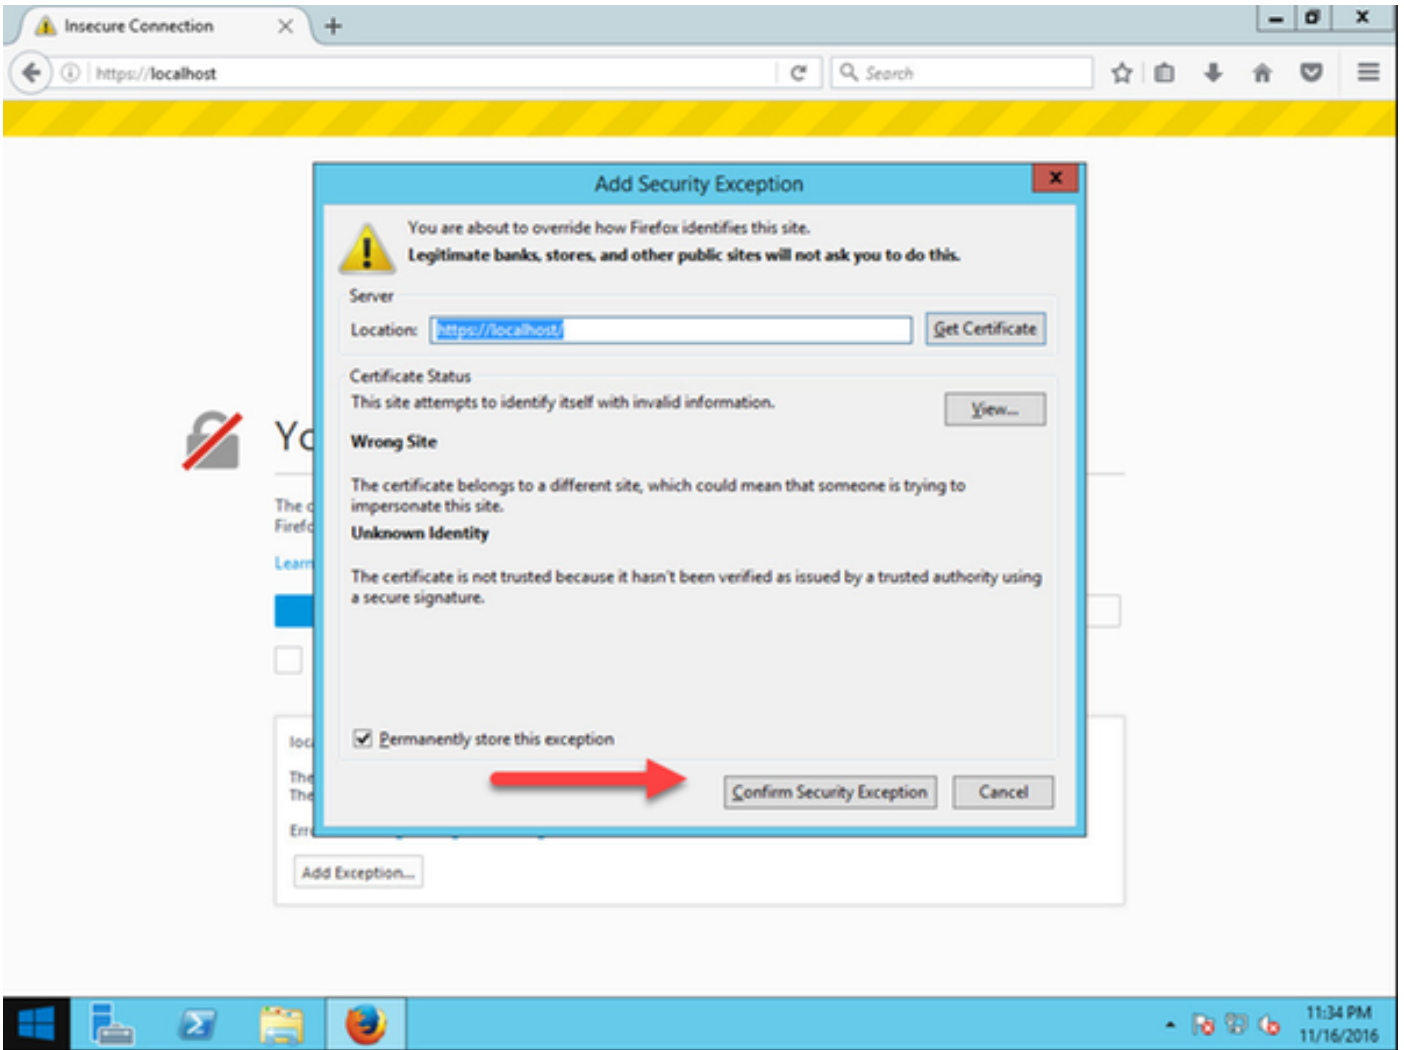 Insecure Connection
https://localhost
Search
Add Security Exception
You are about to override how Firefox identifies this site.
Legitimate banks, stores, and other public sites will not ask you to do this.
Server
Location: https://localhost/ Get Certificate
Certificate Status
This site attempts to identify itself with invalid information.
View...
Wrong Site
The certificate belongs to a different site, which could mean that someone is trying to
impersonate this site.
Unknown Identity
The certificate is not trusted because it hasn't been verified as issued by a trusted authority using
a secure signature.
Permanently store this exception
Confirm Security Exception Cancel
The
Learn
The
The
Add Exception...
11:34 PM
11/16/2016